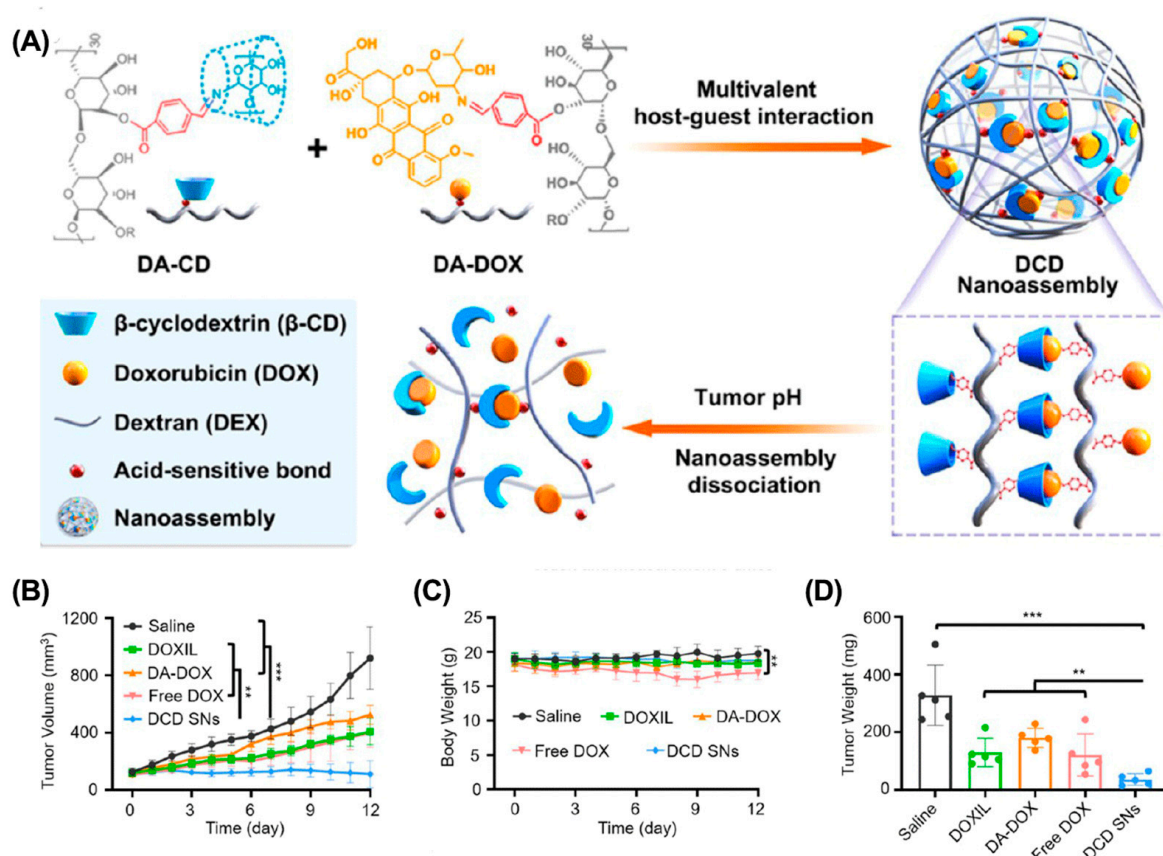 (A)
30
OH
HO
OH
OH
N
OH
O
O
OH
OH
OR
DA-CD
+
OH
O
OH
HO
O
OH
OH
N
O
HO
O
O
OMe
O
HO
HO
OH
HO
RO
30
DA-DOX
Multivalent
host-guest interaction
DCD
Nanoassembly
β-cyclodextrin (β-CD)
Doxorubicin (DOX)
Dextran (DEX)
Acid-sensitive bond
Nanoassembly
Tumor pH
Nanoassembly
dissociation
(B)
Tumor Volume (mm³)
1200
800
400
0
0 3 6 9 12
Time (day)
Saline
DOXIL
DA-DOX
Free DOX
DCD SNs
**
***
(C)
Body Weight (g)
25
20
15
10
5
0
0 3 6 9 12
Time (day)
**
Saline DOXIL DA-DOX
Free DOX DCD SNs
(D)
Tumor Weight (mg)
600
400
200
0
***
**
Saline
DOXIL
DA-DOX
Free DOX
DCD SNs